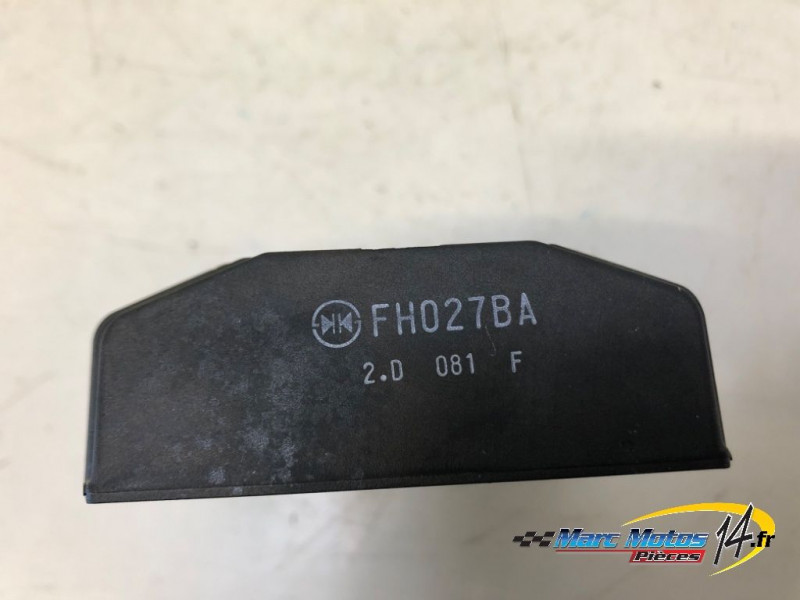 FH027BA
2.D 081 F
Marc Motos 14.fr
Pièces